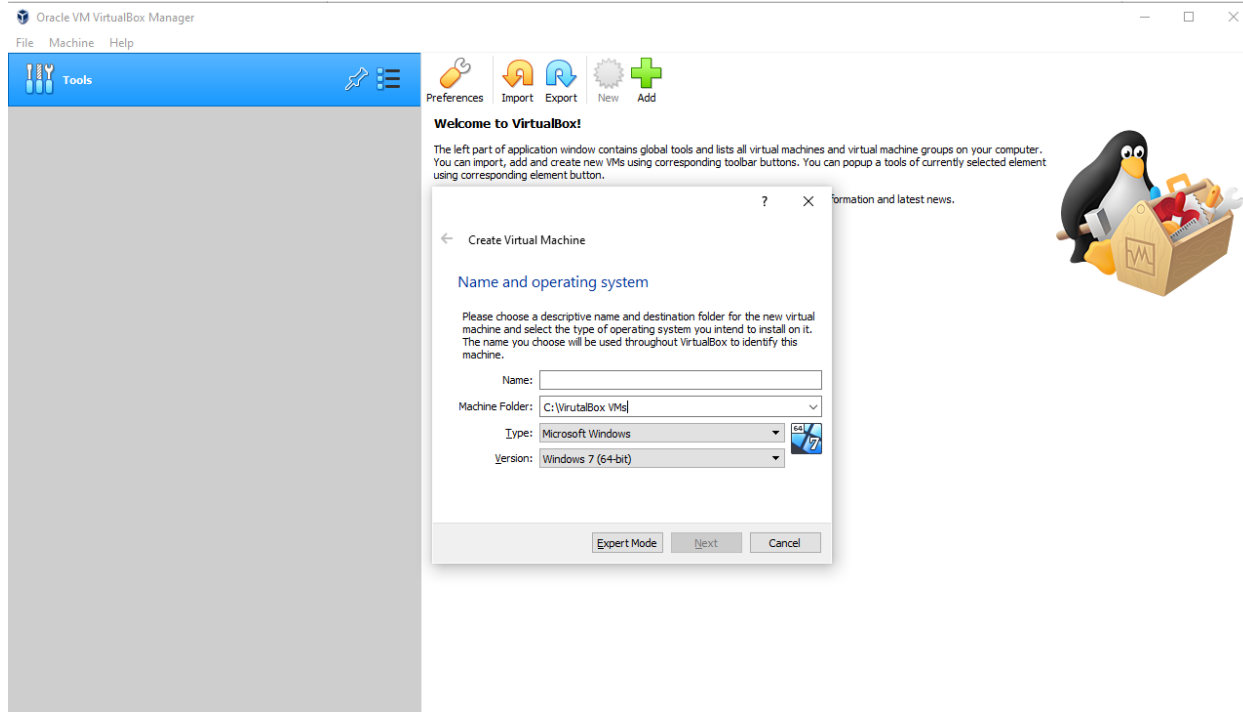 Oracle VM VirtualBox Manager
File Machine Help
Tools
Preferences Import Export New Add
Welcome to VirtualBox!
The left part of application window contains global tools and lists all virtual machines and virtual machine groups on your computer.
You can import, add and create new VMs using corresponding toolbar buttons. You can popup a tools of currently selected element
using corresponding element button.
formation and latest news.
?
Create Virtual Machine
Name and operating system
Please choose a descriptive name and destination folder for the new virtual
machine and select the type of operating system you intend to install on it.
The name you choose will be used throughout VirtualBox to identify this
machine.
Name:
Machine Folder: C:\VirutalBox VMs
Type: Microsoft Windows
64
7
Version: Windows 7 (64-bit)
Expert Mode Next Cancel